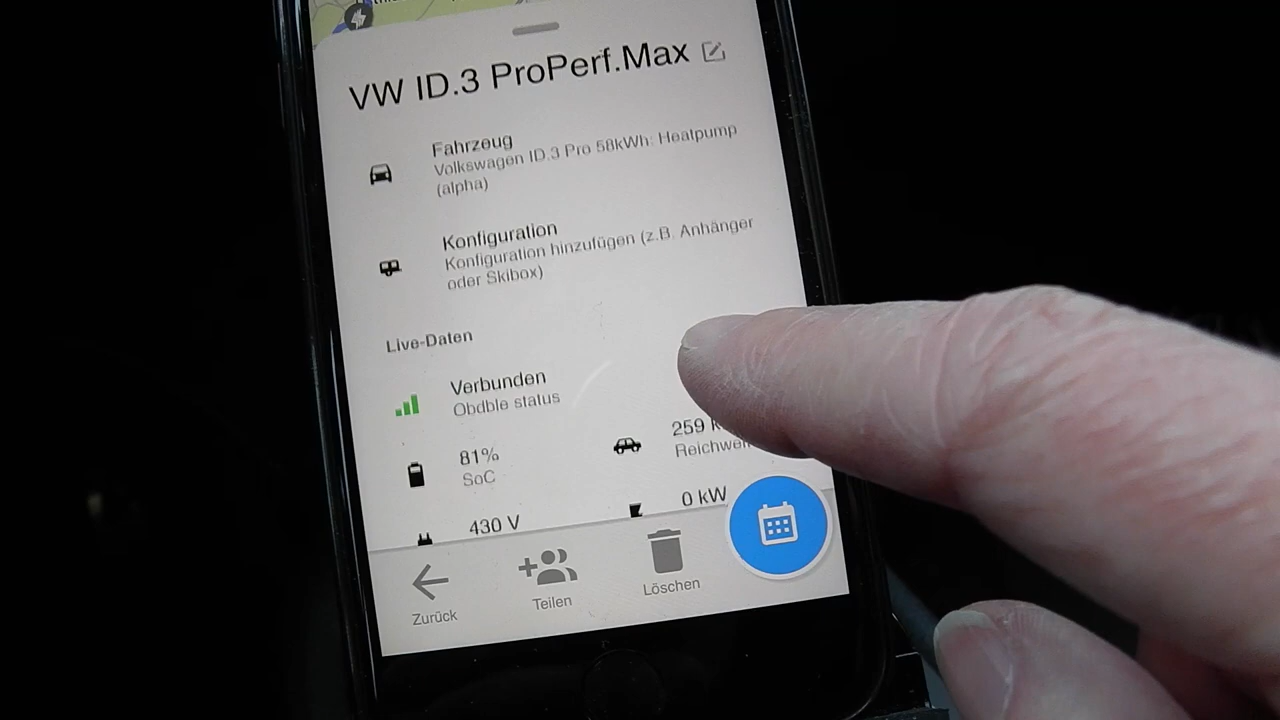 VW ID.3 ProPerf.Max
Fahrzeug
Volkswagen ID.3 Pro 58kWh: Heatpump
(alpha)
Konfiguration
Konfiguration hinzufügen (z.B. Anhänger
oder Skibox)
Live-Daten
Verbunden
Obdble status
81%
SoC
259
430 V
0 kW
Zurück
Teilen
Löschen